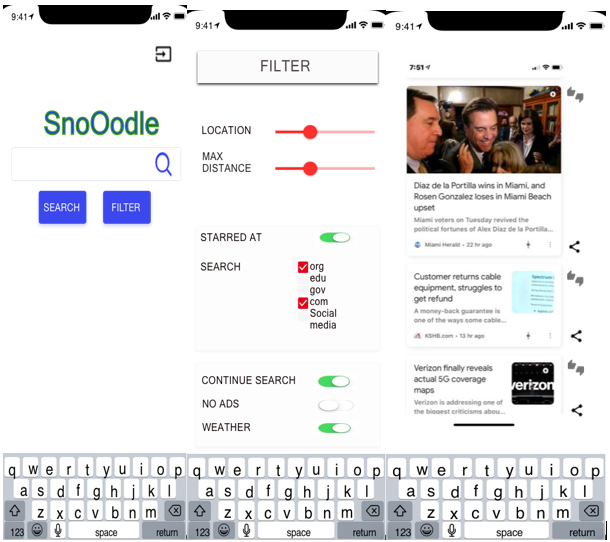 9:41
SnoOodle
SEARCH
FILTER
q w e r t y u i o p
a s d f g h j k l
z x c v b n m
123
space
return
9:41
FILTER
LOCATION
MAX
DISTANCE
STARRED AT
SEARCH
org
edu
gov
com
Social
media
CONTINUE SEARCH
NO ADS
WEATHER
q w e r t y u i o p
a s d f g h j k l
z x c v b n m
123
space
return
9:41
7:51
Diaz de la Portilla wins in Miami, and
Rosen Gonzalez loses in Miami Beach
upset
Miami voters on Tuesday revived the
political fortunes of Alex Diaz de la Portilla...
Miami Herald • 22 hr ago
Customer returns cable
equipment, struggles to
get refund
A money-back guarantee is
one of the ways some cable...
KSHB.com • 13 hr ago
Verizon finally reveals
actual 5G coverage
maps
verizon
Verizon is addressing one of
the biggest criticisms abou...
q w e r t y u i o p
a s d f g h j k l
z x c v b n m
123
space
return